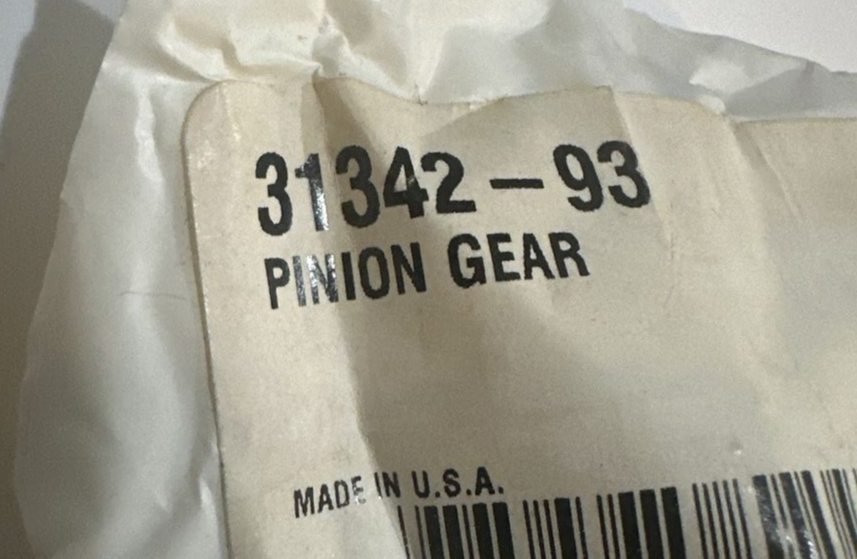 31342-93
PINION GEAR
MADE IN U.S.A.